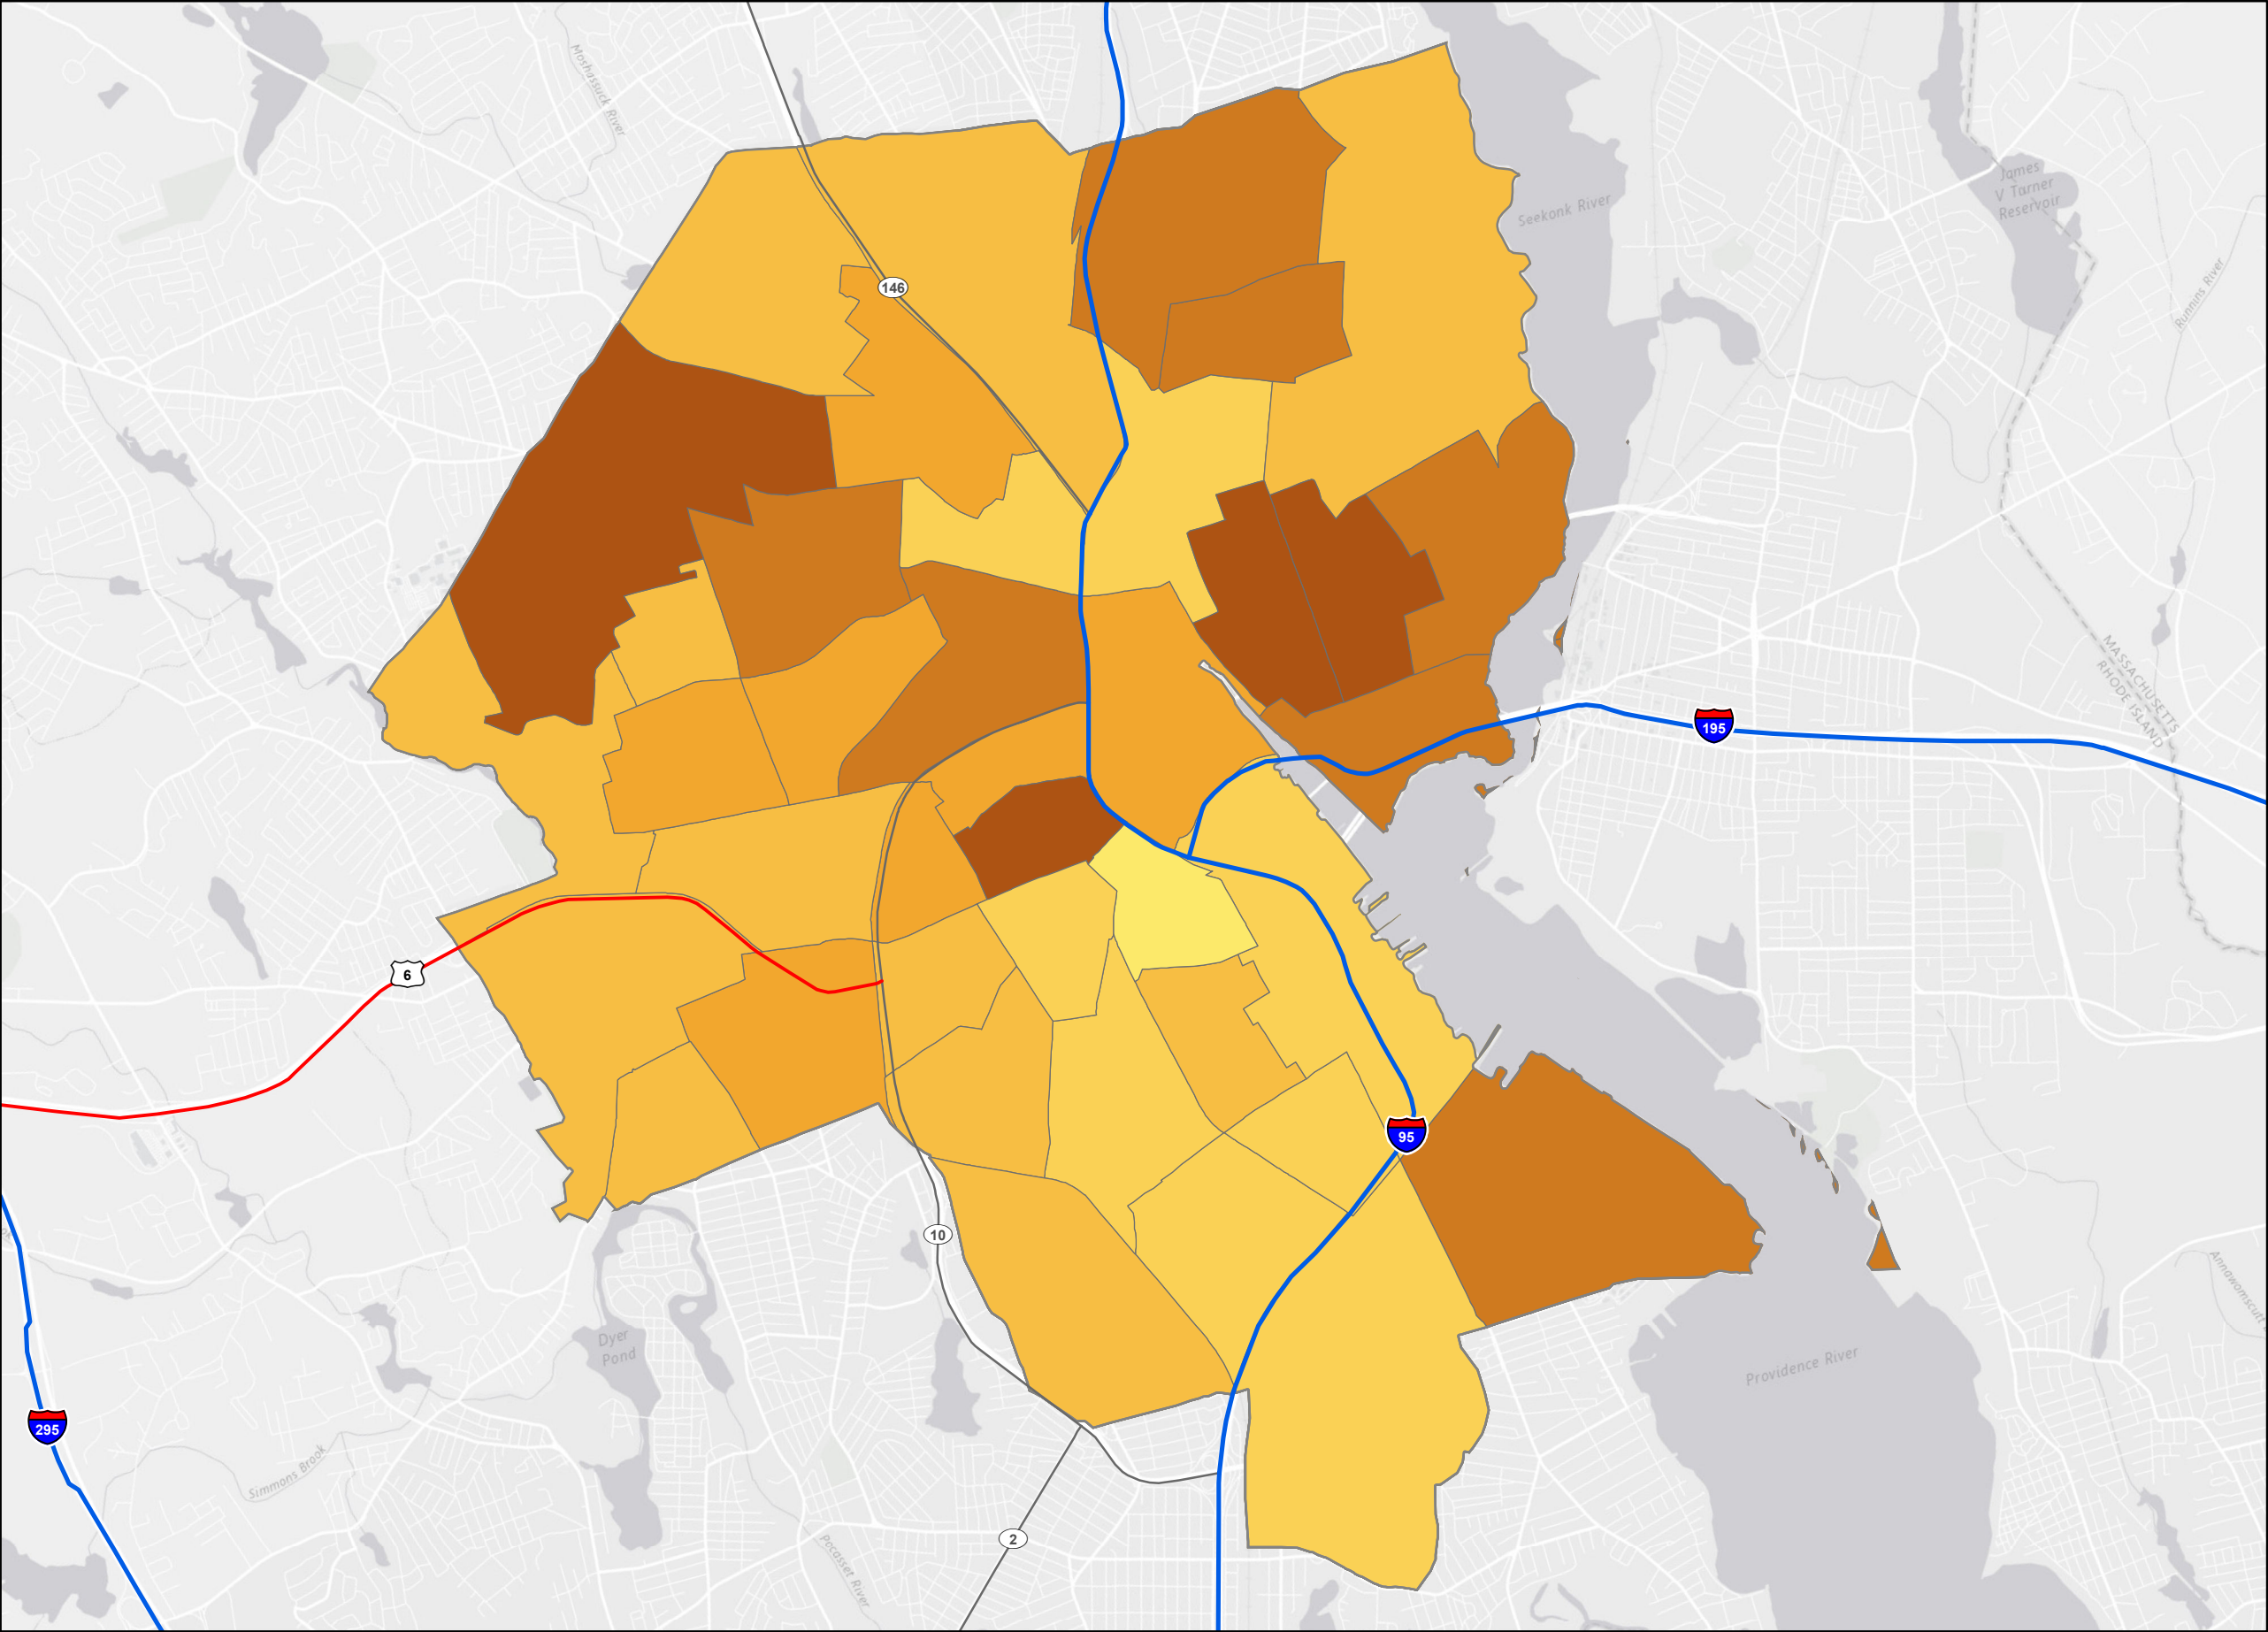 Moshassuck River
146
Seekonk River
James
V Turner
Reservoir
Runnins River
MASSACHUSETTS
RHODE ISLAND
195
6
95
10
Dyer
Pond
Providence River
295
Simmons Brook
2
Pocasset River